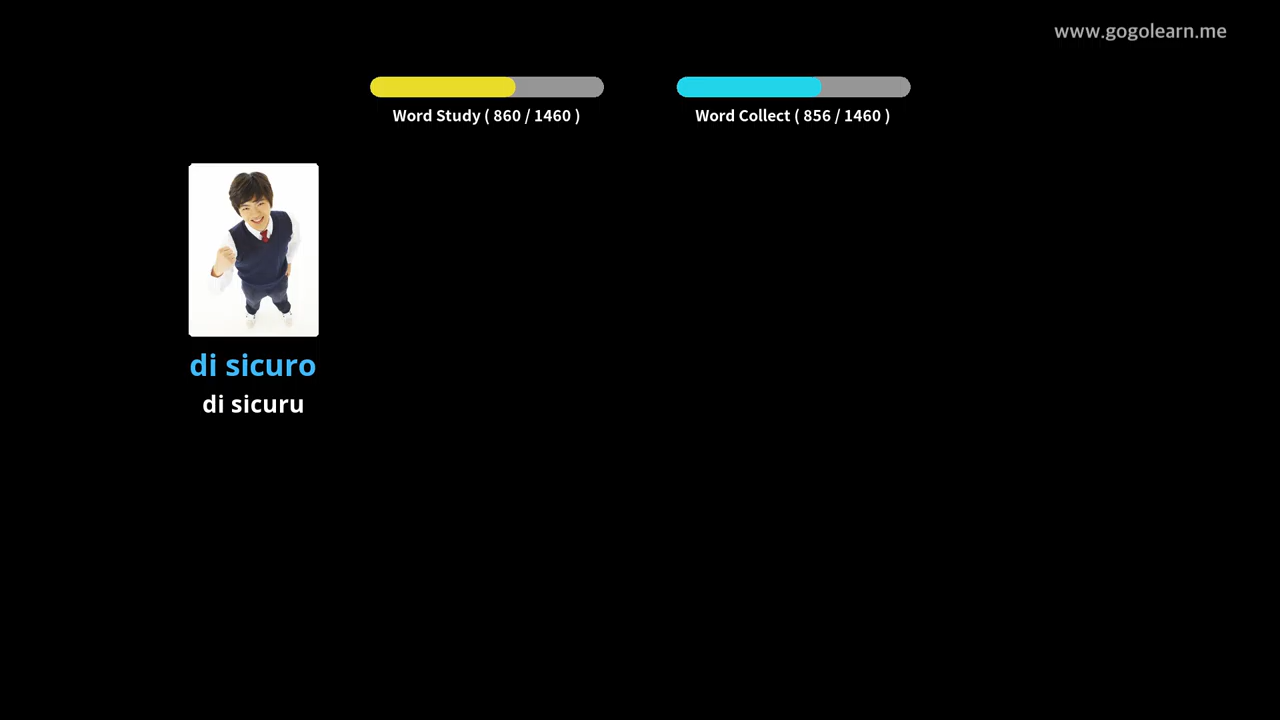 www.gogolearn.me
Word Study ( 860 / 1460 )
Word Collect ( 856 / 1460 )
di sicuro
di sicuru